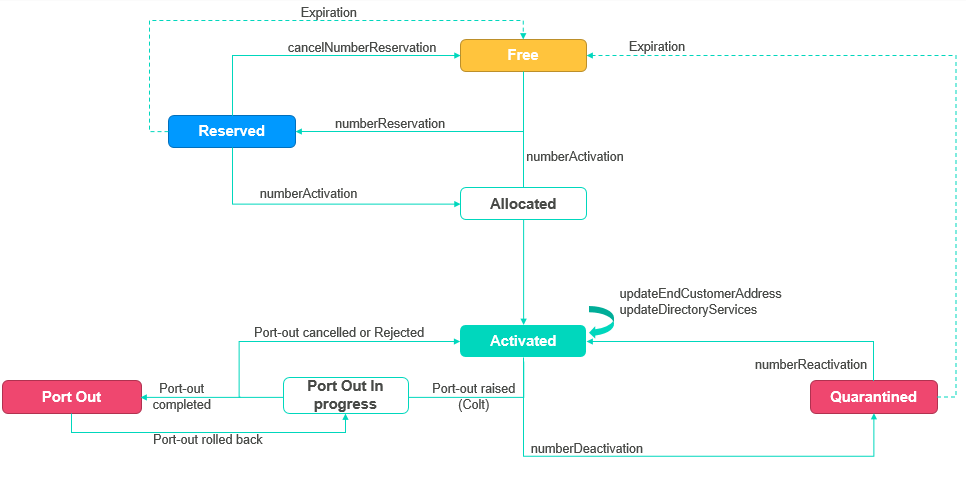 Expiration
cancelNumberReservation
Free
Expiration
Reserved
numberReservation
numberActivation
numberActivation
Allocated
updateEndCustomerAddress
updateDirectoryServices
Port-out cancelled or Rejected
Activated
numberReactivation
Port Out
Port-out
completed
Port Out In
progress
Port-out raised
(Colt)
Quarantined
Port-out rolled back
numberDeactivation